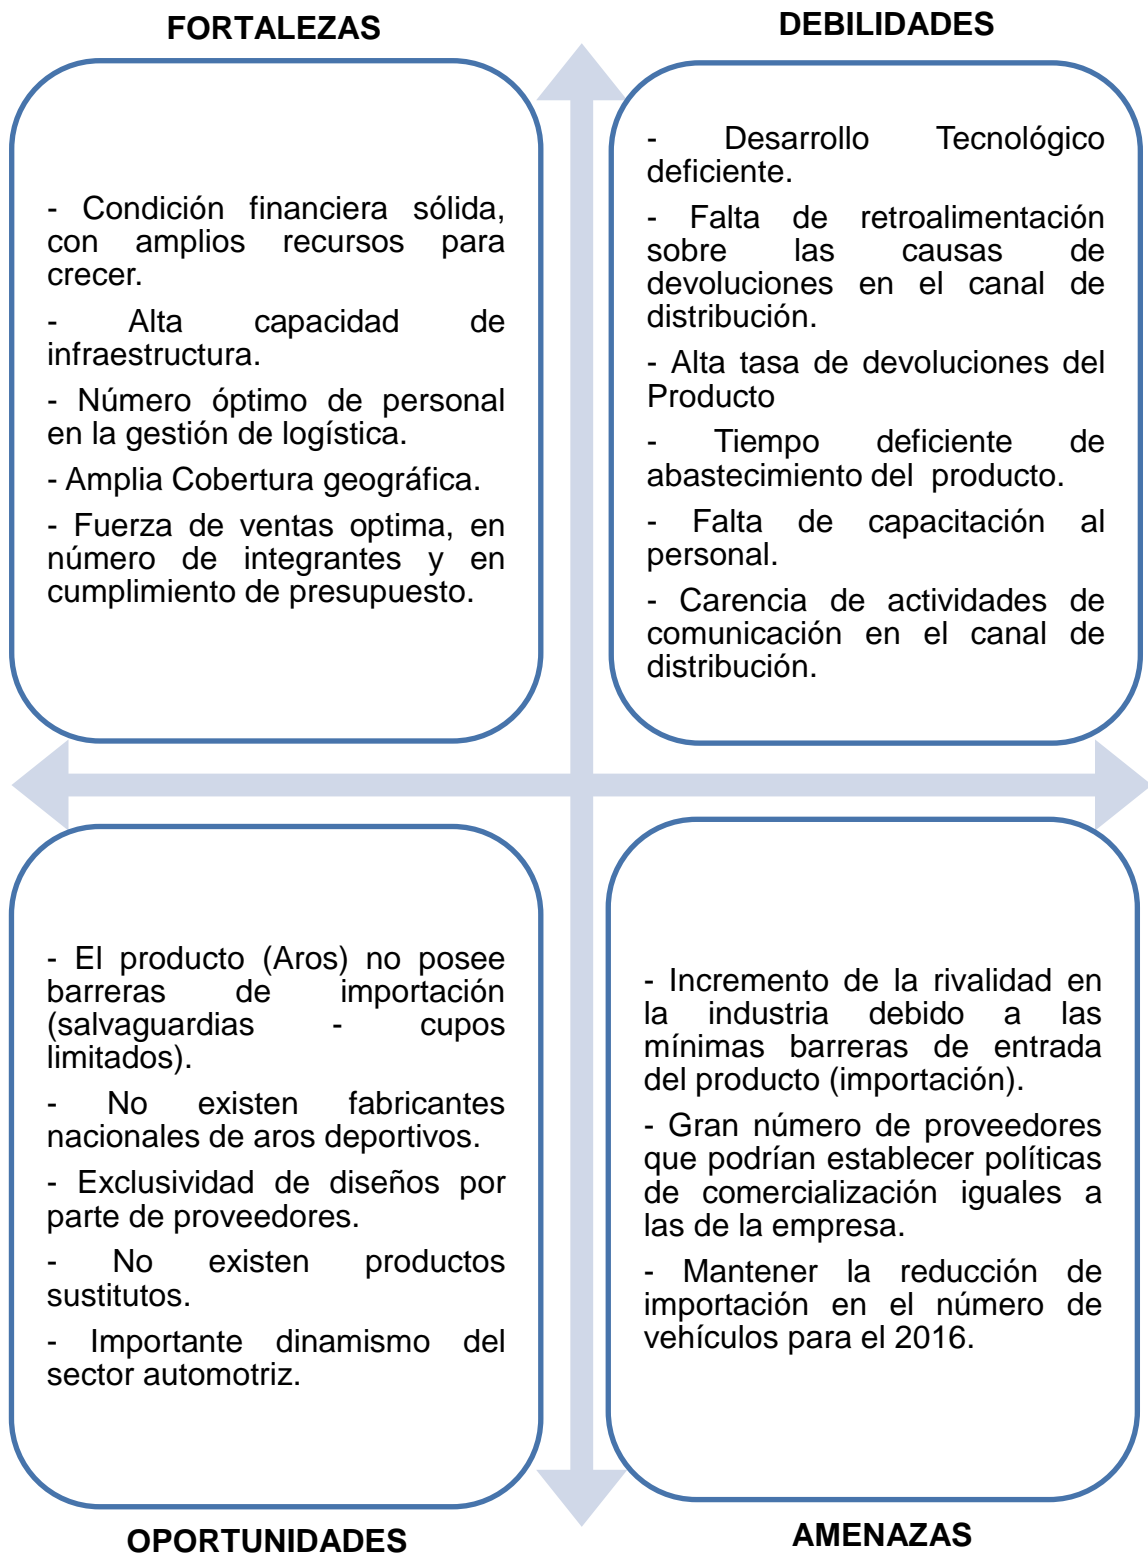 FORTALEZAS
- Condición financiera sólida,
con amplios recursos para
crecer.
- Alta capacidad de
infraestructura.
- Número óptimo de personal
en la gestión de logística.
- Amplia Cobertura geográfica.
- Fuerza de ventas optima, en
número de integrantes y en
cumplimiento de presupuesto.
DEBILIDADES
- Desarrollo Tecnológico
deficiente.
- Falta de retroalimentación
sobre las causas de
devoluciones en el canal de
distribución.
- Alta tasa de devoluciones del
Producto
- Tiempo deficiente de
abastecimiento del producto.
- Falta de capacitación al
personal.
- Carencia de actividades de
comunicación en el canal de
distribución.
- El producto (Aros) no posee
barreras de importación
(salvaguardias - cupos
limitados).
- No existen fabricantes
nacionales de aros deportivos.
- Exclusividad de diseños por
parte de proveedores.
- No existen productos
sustitutos.
- Importante dinamismo del
sector automotriz.
OPORTUNIDADES
- Incremento de la rivalidad en
la industria debido a las
mínimas barreras de entrada
del producto (importación).
- Gran número de proveedores
que podrían establecer políticas
de comercialización iguales a
las de la empresa.
- Mantener la reducción de
importación en el número de
vehículos para el 2016.
AMENAZAS